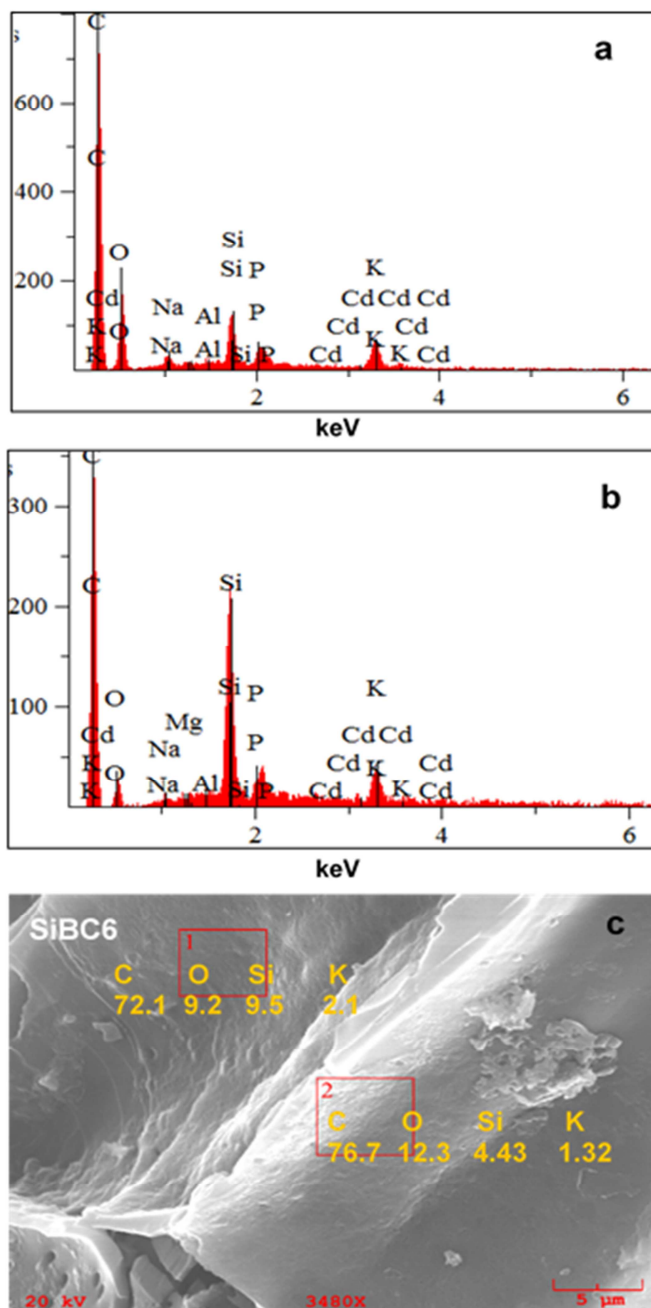 C
s
a
600
C
400
O
Si
200
Si P K
Cd Na P Cd Cd Cd
K Al Cd Cd
K O Na Al Si P Cd K K Cd
2 4 6
keV
C
s
b
300
C Si
200
O Si P K
100
Mg
Cd Na P Cd Cd
K Cd K Cd
K O Na Al Si P Cd K Cd
2 4 6
keV
SiBC6
c
1
C O Si K
72.1 9.2 9.5 2.1
2
C O Si K
76.7 12.3 4.43 1.32
20 kV 3480X 5 µm